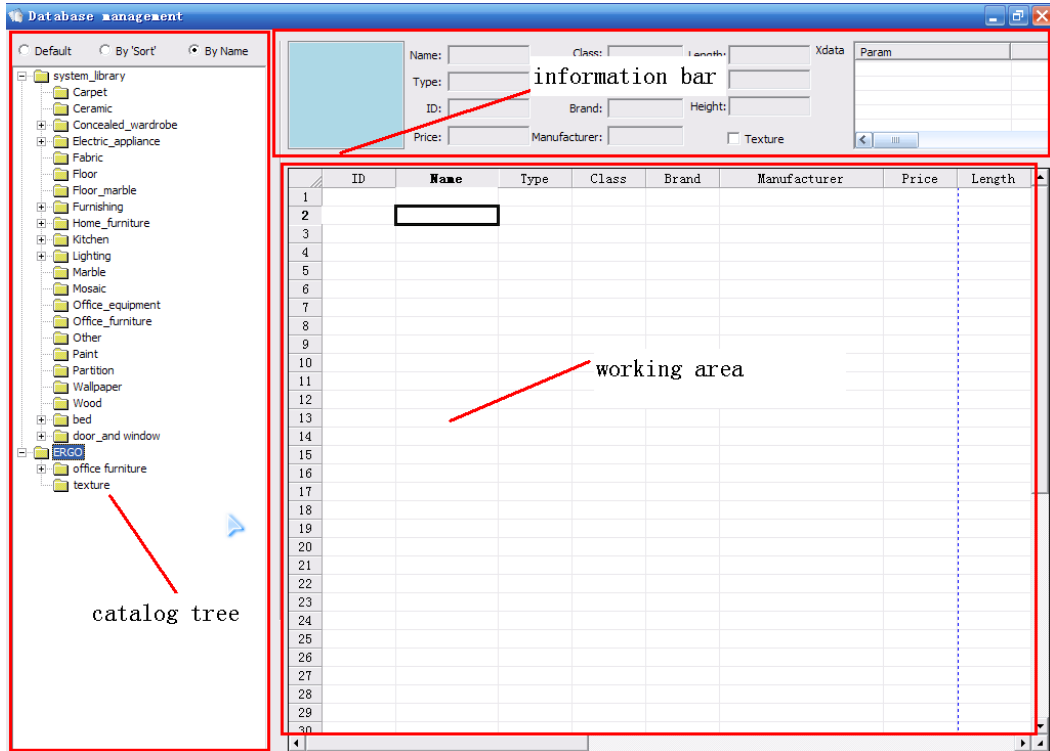 Database management
Default By 'Sort' By Name
system_library
Carpet
Ceramic
Concealed_wardrobe
Electric_appliance
Fabric
Floor
Floor_marble
Furnishing
Home_furniture
Kitchen
Lighting
Marble
Mosaic
Office_equipment
Office_furniture
Other
Paint
Partition
Wallpaper
Wood
bed
door_and window
ERGO
office furniture
texture
catalog tree
Name: Class: Length: Xdata Param
Type: information bar
ID: Brand: Height:
Price: Manufacturer: Texture
ID Name Type Class Brand Manufacturer Price Length
1
2
3
4
5
6
7
8
9
10
11
12
13
14
15
16
17
18
19
20
21
22
23
24
25
26
27
28
29
30
working area